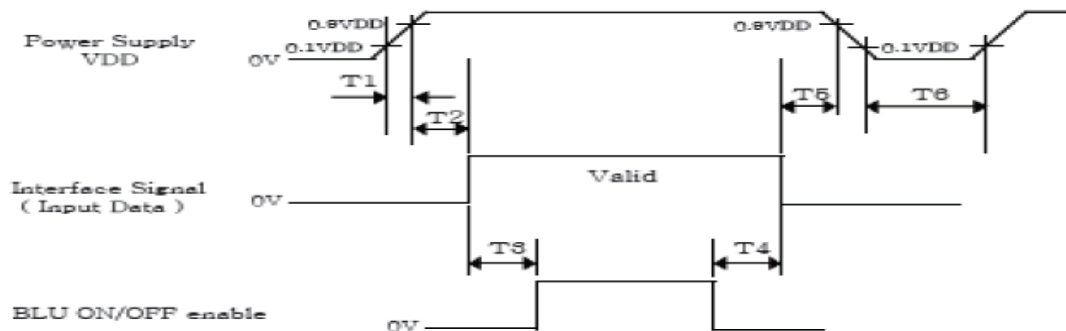 0.9VDD
0.9VDD
Power Supply
VDD
0.1VDD
0.1VDD
0V
T1
T2
T5
T6
Valid
Interface Signal
( Input Data )
0V
T3
T4
BLU ON/OFF enable
0V